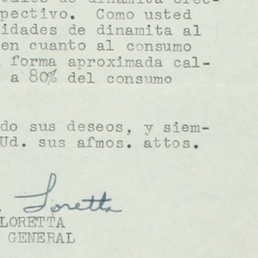 pectivo. Como usted
idades de dinamita al
en cuanto al consumo
forma aproximada cal-
a 80% del consumo
do sus deseos, y siem-
Ud. sus afmos. attos.
Loretta
LORETTA
GENERAL